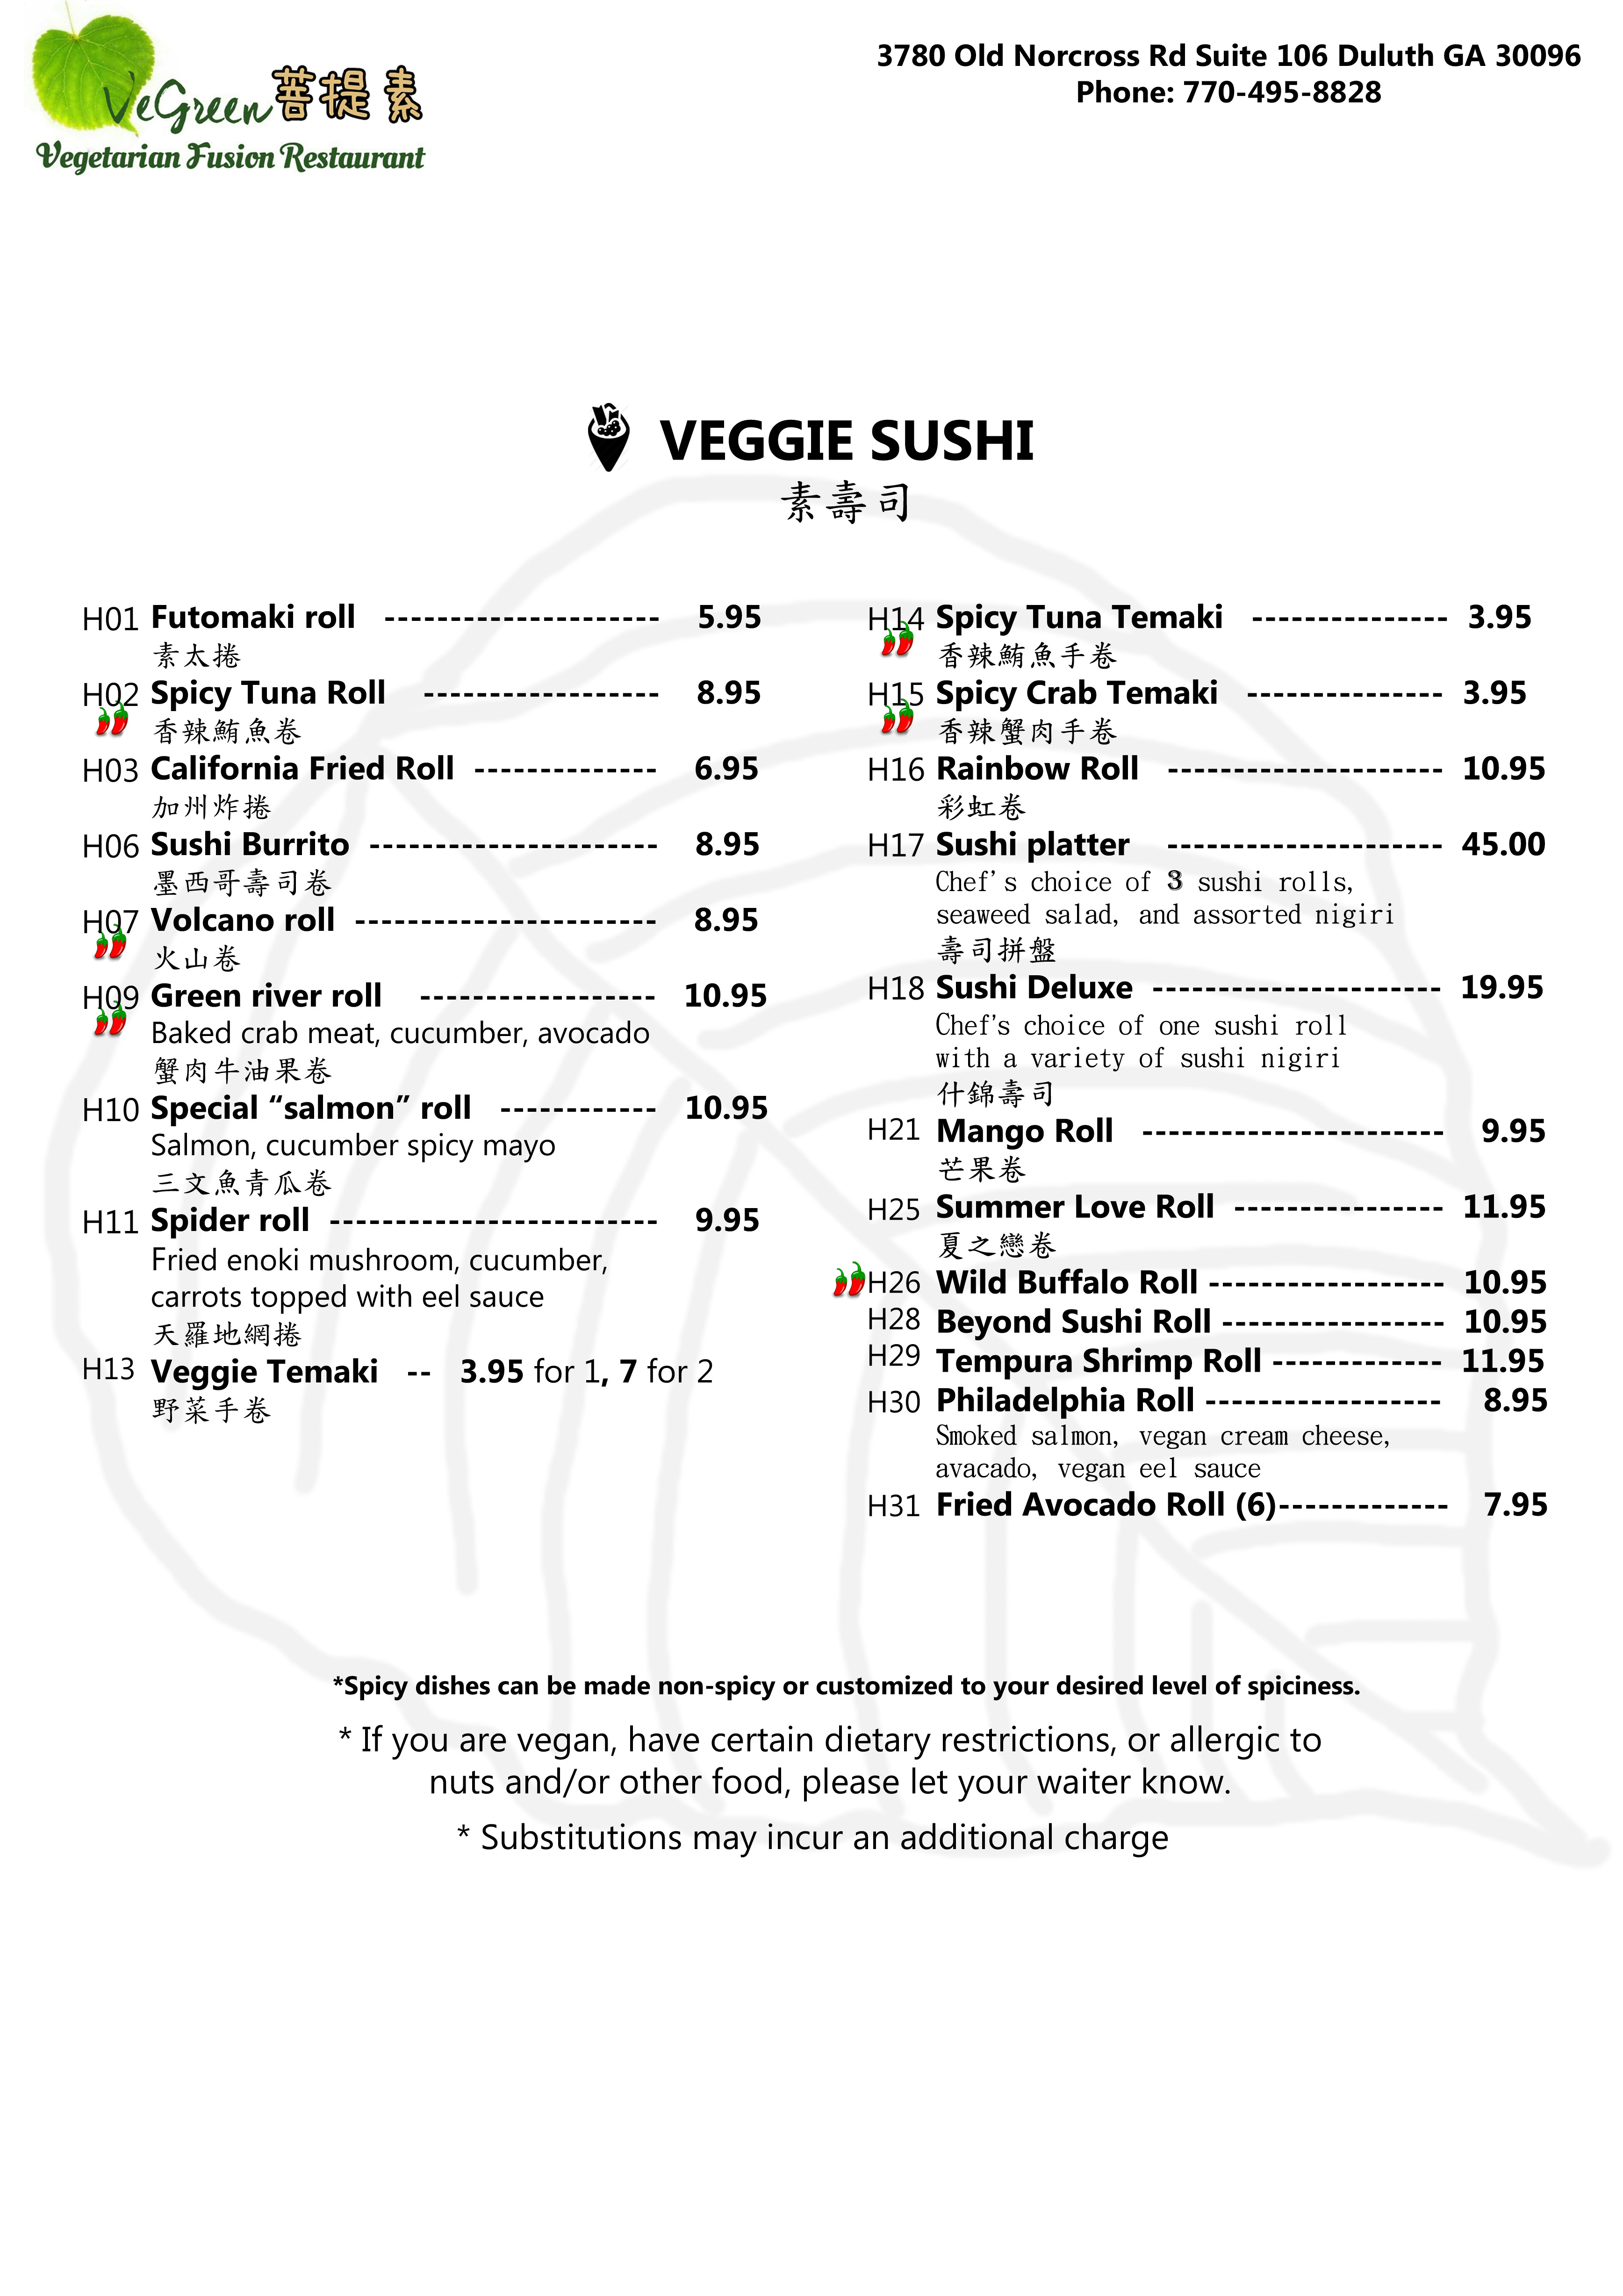 VeGreen菩提素
Vegetarian Fusion Restaurant
3780 Old Norcross Rd Suite 106 Duluth GA 30096
Phone: 770-495-8828
VEGGIE SUSHI
素壽司
H01 Futomaki roll --------------------- 5.95
素太捲
H02 Spicy Tuna Roll ------------------ 8.95
香辣鮪魚卷
H03 California Fried Roll -------------- 6.95
加州炸捲
H06 Sushi Burrito ---------------------- 8.95
墨西哥壽司卷
H07 Volcano roll ----------------------- 8.95
火山卷
H09 Green river roll ------------------ 10.95
Baked crab meat, cucumber, avocado
蟹肉牛油果卷
H10 Special “salmon” roll ------------ 10.95
Salmon, cucumber spicy mayo
三文魚青瓜卷
H11 Spider roll ------------------------- 9.95
Fried enoki mushroom, cucumber,
carrots topped with eel sauce
天羅地網捲
H13 Veggie Temaki -- 3.95 for 1, 7 for 2
野菜手卷
H14 Spicy Tuna Temaki --------------- 3.95
香辣鮪魚手卷
H15 Spicy Crab Temaki --------------- 3.95
香辣蟹肉手卷
H16 Rainbow Roll --------------------- 10.95
彩虹卷
H17 Sushi platter --------------------- 45.00
Chef's choice of 3 sushi rolls,
seaweed salad, and assorted nigiri
壽司拼盤
H18 Sushi Deluxe ---------------------- 19.95
Chef's choice of one sushi roll
with a variety of sushi nigiri
什錦壽司
H21 Mango Roll ----------------------- 9.95
芒果卷
H25 Summer Love Roll ---------------- 11.95
夏之戀卷
H26 Wild Buffalo Roll ------------------ 10.95
H28 Beyond Sushi Roll ----------------- 10.95
H29 Tempura Shrimp Roll ------------- 11.95
H30 Philadelphia Roll ------------------ 8.95
Smoked salmon, vegan cream cheese,
avacado, vegan eel sauce
H31 Fried Avocado Roll (6)------------- 7.95
*Spicy dishes can be made non-spicy or customized to your desired level of spiciness.
* If you are vegan, have certain dietary restrictions, or allergic to
nuts and/or other food, please let your waiter know.
* Substitutions may incur an additional charge